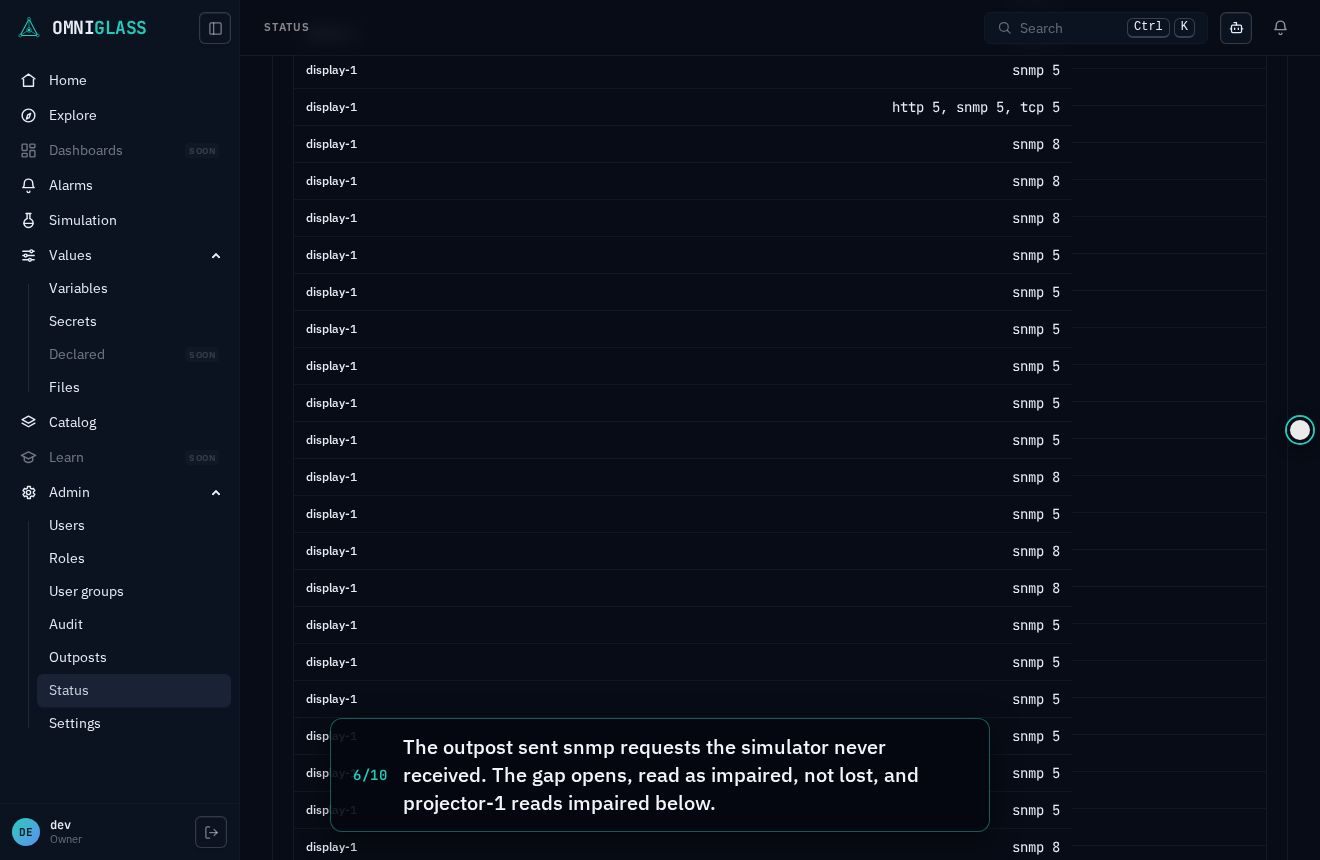 OMNIGLASS
STATUS
Search
Ctrl K
Home
Explore
Dashboards SOON
Alarms
Simulation
Values
Variables
Secrets
Declared SOON
Files
Catalog
Learn SOON
Admin
Users
Roles
User groups
Audit
Outposts
Status
Settings
DE
dev
Owner
display-1 snmp 5
display-1 http 5, snmp 5, tcp 5
display-1 snmp 8
display-1 snmp 8
display-1 snmp 8
display-1 snmp 5
display-1 snmp 5
display-1 snmp 5
display-1 snmp 5
display-1 snmp 5
display-1 snmp 5
display-1 snmp 8
display-1 snmp 5
display-1 snmp 8
display-1 snmp 8
display-1 snmp 5
display-1 snmp 5
display-1 snmp 5
display-1 snmp 5
display-1 snmp 5
display-1 snmp 5
display-1 snmp 8
6/10
The outpost sent snmp requests the simulator never
received. The gap opens, read as impaired, not lost, and
projector-1 reads impaired below.